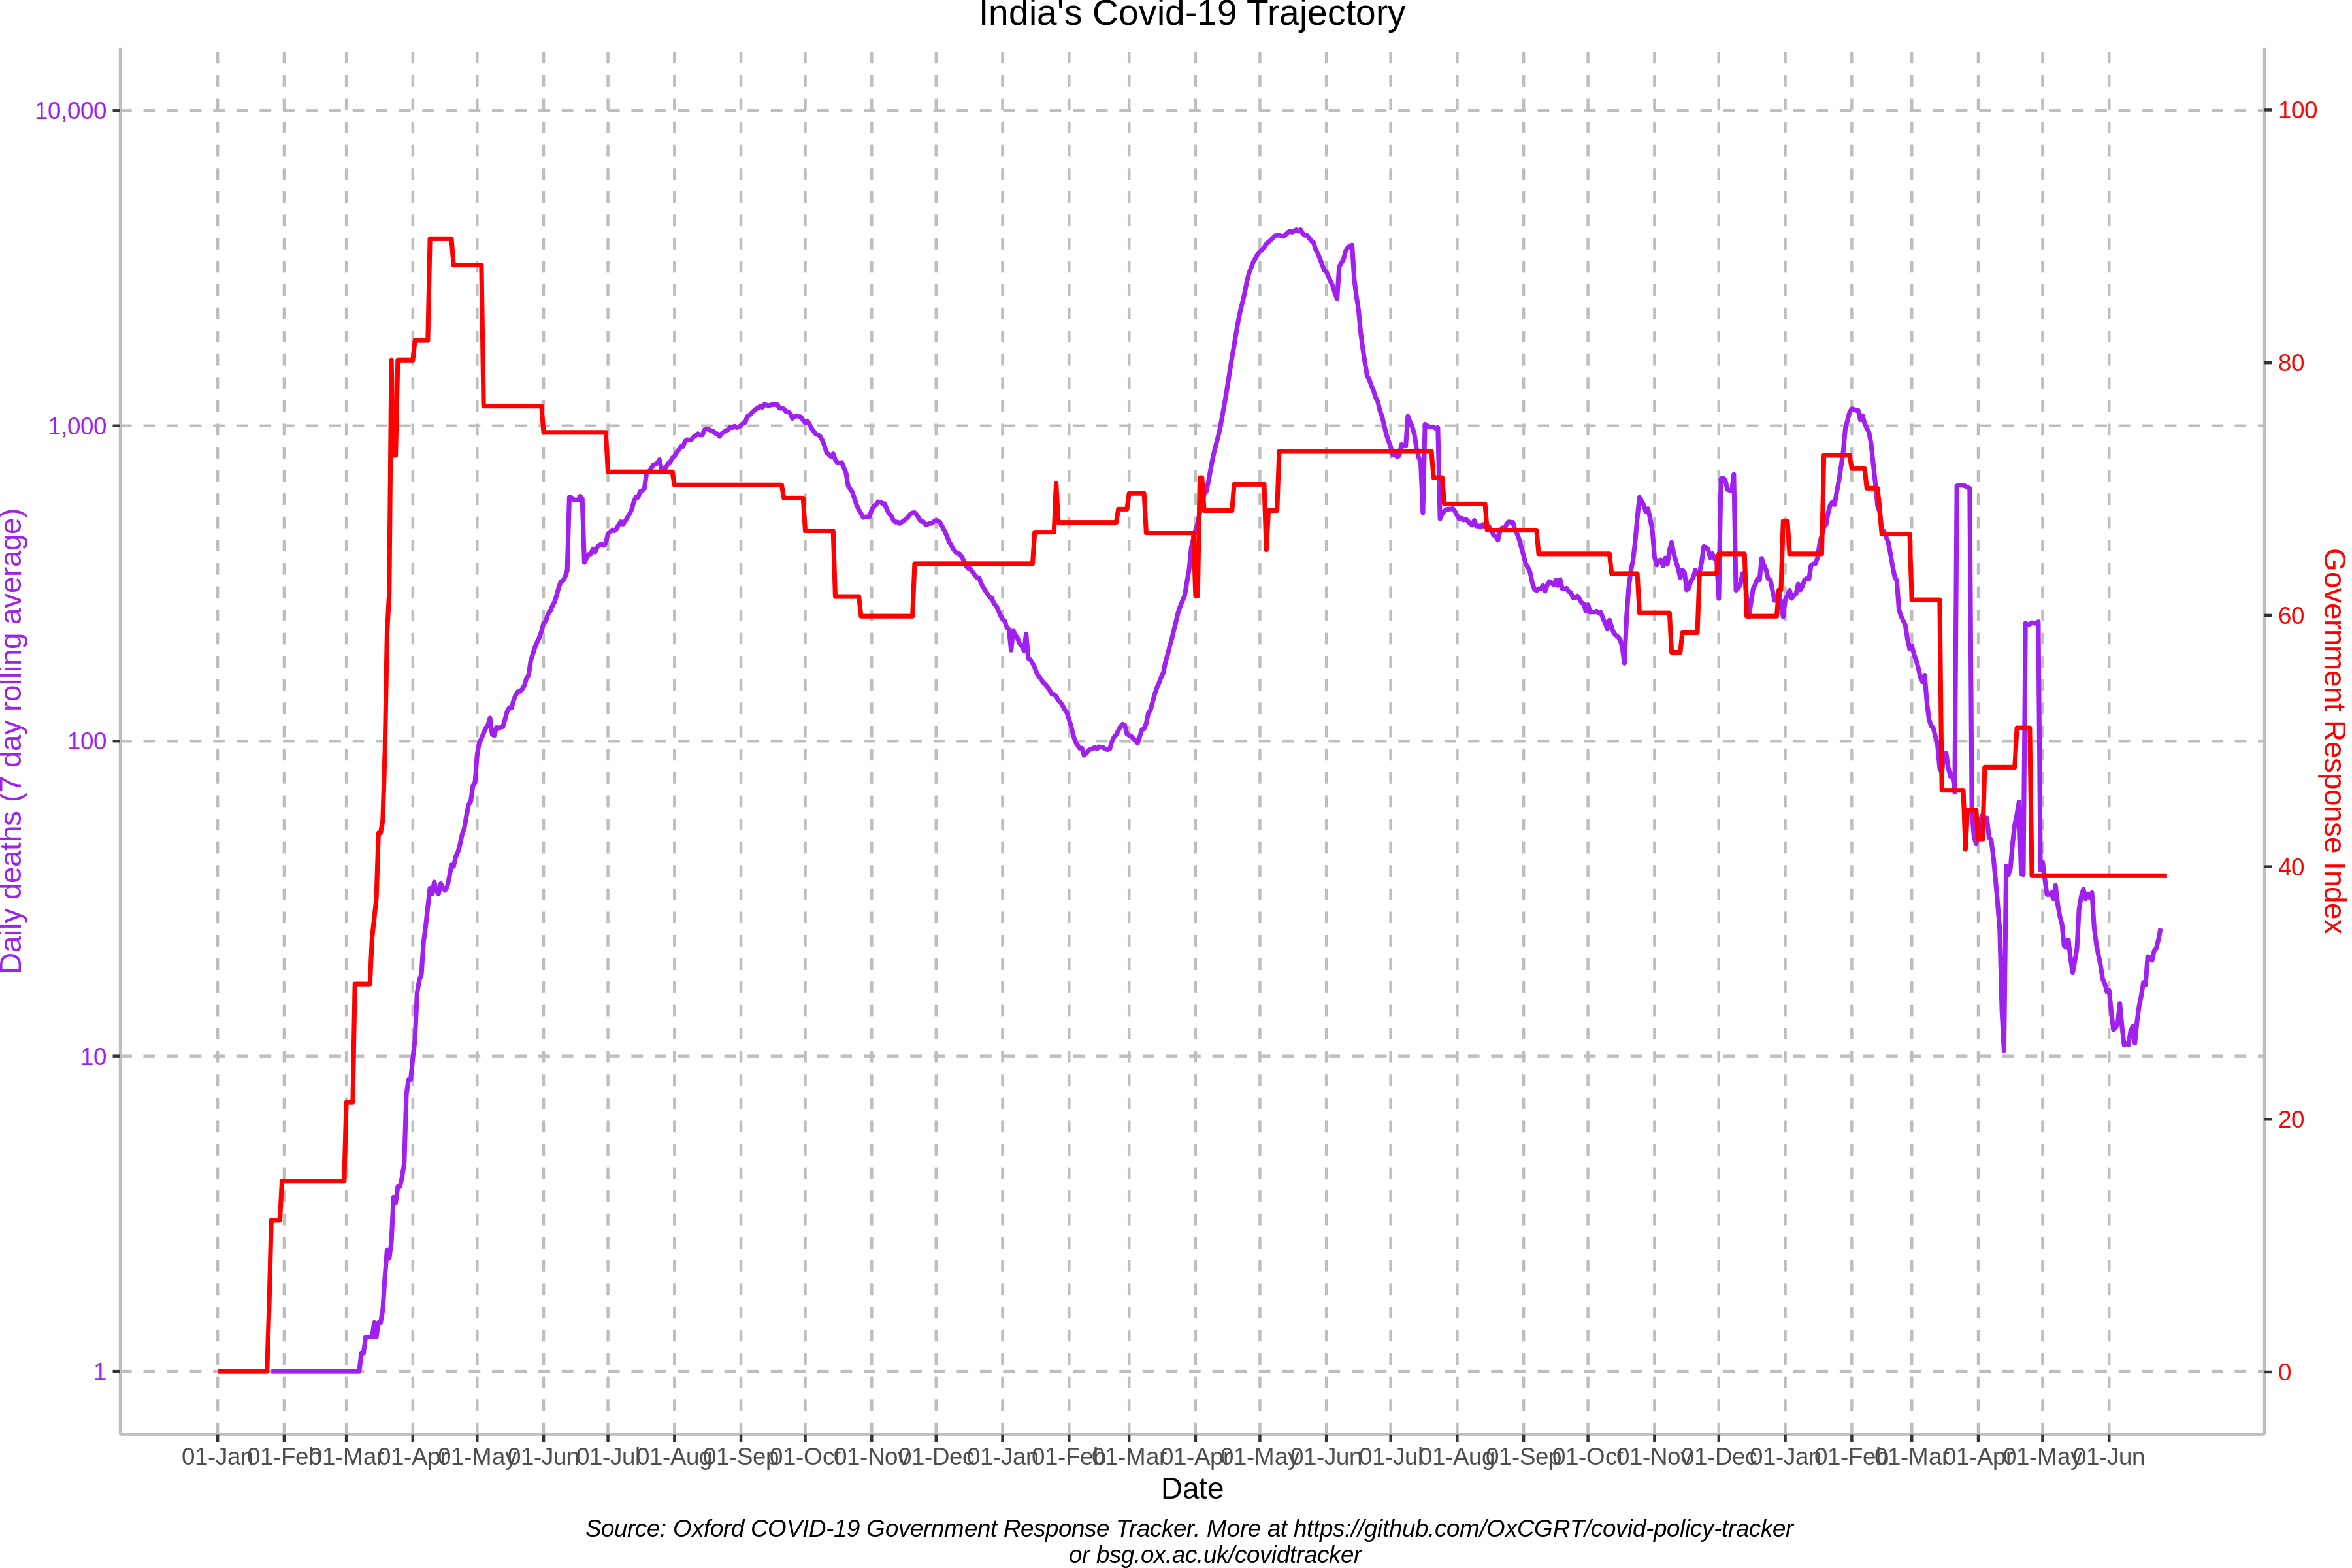 India's Covid-19 Trajectory
10,000
1,000
100
10
1
Daily deaths (7 day rolling average)
100
80
60
40
20
0
Government Response Index
01-Jan 01-Feb 01-Mar 01-Apr 01-May 01-Jun 01-Jul 01-Aug 01-Sep 01-Oct 01-Nov 01-Dec 01-Jan 01-Feb 01-Mar 01-Apr 01-May 01-Jun 01-Jul 01-Aug 01-Sep 01-Oct 01-Nov 01-Dec 01-Jan 01-Feb 01-Mar 01-Apr 01-May 01-Jun
Date
Source: Oxford COVID-19 Government Response Tracker. More at https://github.com/OxCGRT/covid-policy-tracker
or bsg.ox.ac.uk/covidtracker